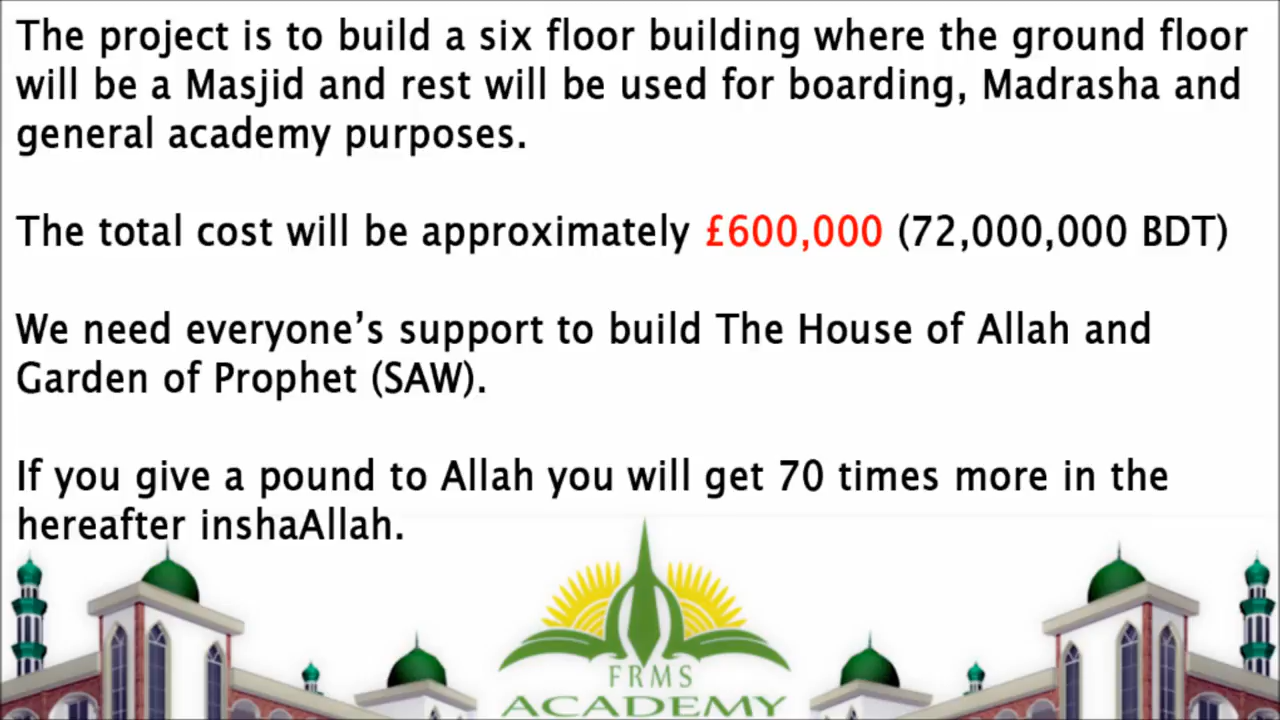 The project is to build a six floor building where the ground floor
will be a Masjid and rest will be used for boarding, Madrasha and
general academy purposes.
The total cost will be approximately £600,000 (72,000,000 BDT)
We need everyone’s support to build The House of Allah and
Garden of Prophet (SAW).
If you give a pound to Allah you will get 70 times more in the
hereafter inshaAllah.
FRMS
ACADEMY